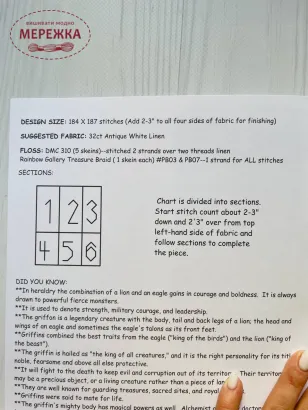 ВИШИВАТИ МОДНО
МЕРЕЖКА
DESIGN SIZE: 184 X 187 stitches (Add 2-3" to all four sides of fabric for finishing)
SUGGESTED FABRIC: 32ct Antique White Linen
FLOSS: DMC 310 (5 skeins)--stitched 2 strands over two threads linen
Rainbow Gallery Treasure Braid ( 1 skein each) #PB03 & PB07--1 strand for ALL stitches
SECTIONS:
1 2 3
4 5 6
Chart is divided into sections.
Start stitch count about 2-3"
down and 2'3" over from top
left-hand side of fabric and
follow sections to complete
the piece.
DID YOU KNOW:
**In heraldry the combination of a lion and an eagle gains in courage and boldness. It is always
drawn to powerful fierce monsters.
**It is used to denote strength, military courage, and leadership.
**The griffon is a legendary creature with the body, tail and back legs of a lion; the head and
wings of an eagle and sometimes the eagle's talons as its front feet.
**Griffins combined the best traits from the eagle ("king of the birds") and the lion ("king of
the beast").
**The griffin is hailed as "the king of all creatures," and it is the right personality for its
noble, fearsome and above all else protective.
**It will fight to the death to keep evil and corruption out of its territor Their territor
may be a precious object, or a living creature rather than a piece of
**They are well known for guarding treasures, sacred sites, and royal
**Griffins were said to mate for life.
**The griffin's mighty body has magical powers as well. Alchemist